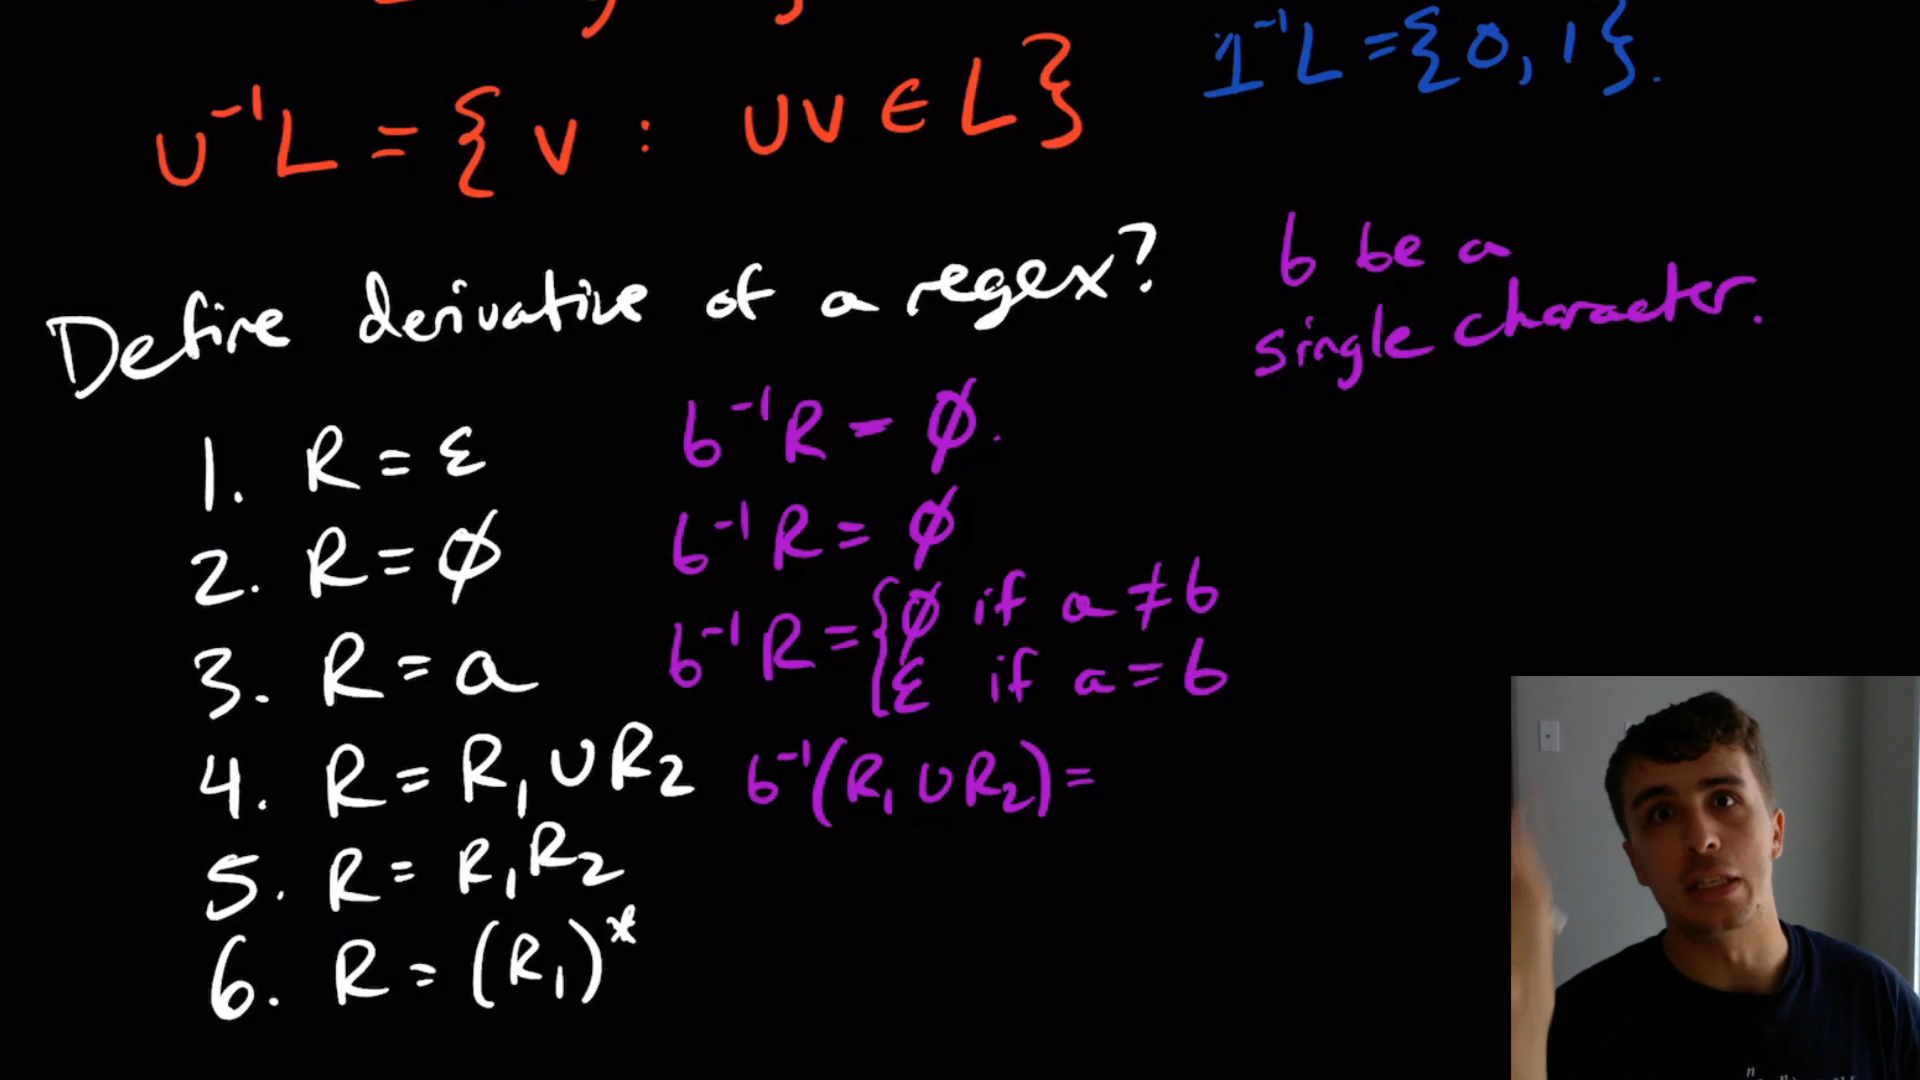 U⁻¹L = { V : UV ∈ L }
1⁻¹L = {0, 1}.
Define derivative of a regex?
b be a
single character.
1. R = ε b⁻¹R = ∅.
2. R = ∅ b⁻¹R = ∅
3. R = a b⁻¹R = { ∅ if a ≠ b
ε if a = b
4. R = R₁ ∪ R₂ b⁻¹(R₁ ∪ R₂) =
5. R = R₁R₂
6. R = (R₁)*